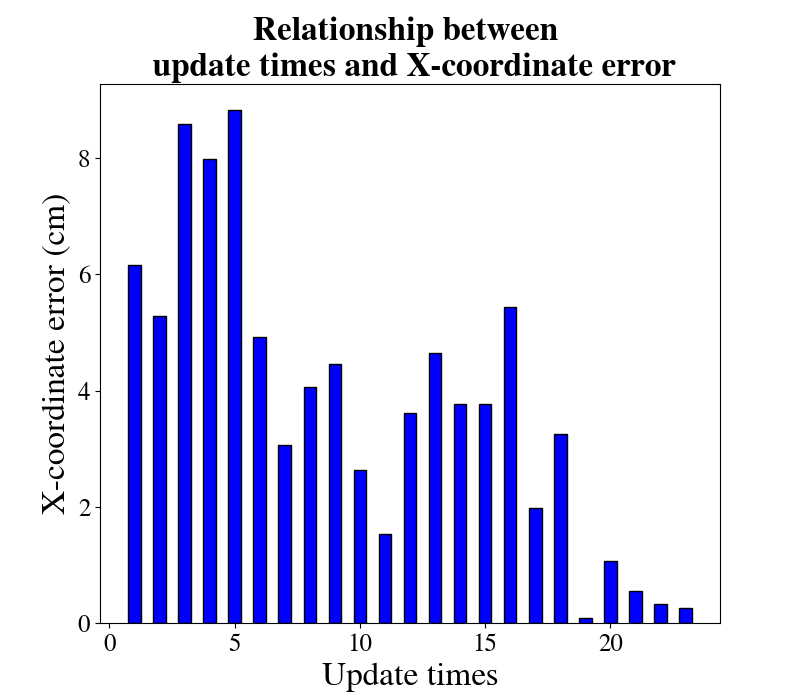 Relationship between
update times and X-coordinate error
X-coordinate error (cm)
8
6
4
2
0
0 5 10 15 20
Update times